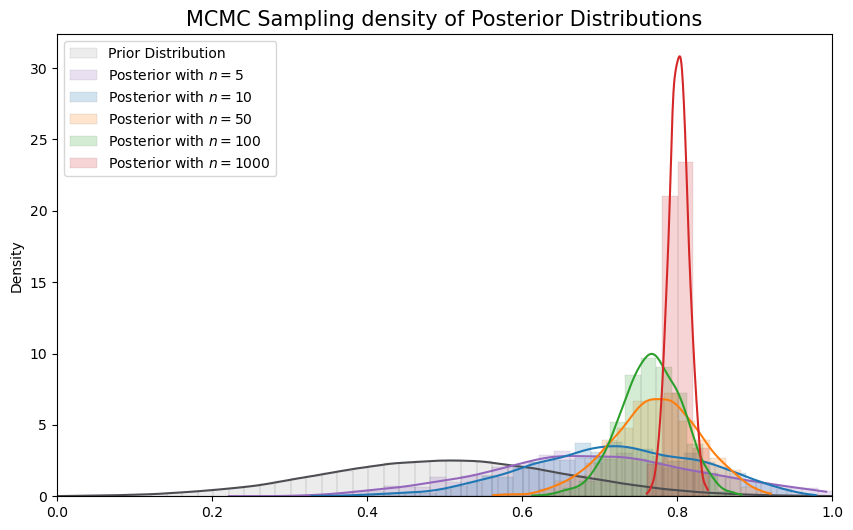 MCMC Sampling density of Posterior Distributions
Prior Distribution
Posterior with n = 5
Posterior with n = 10
Posterior with n = 50
Posterior with n = 100
Posterior with n = 1000
Density
30
25
20
15
10
5
0
0.0 0.2 0.4 0.6 0.8 1.0